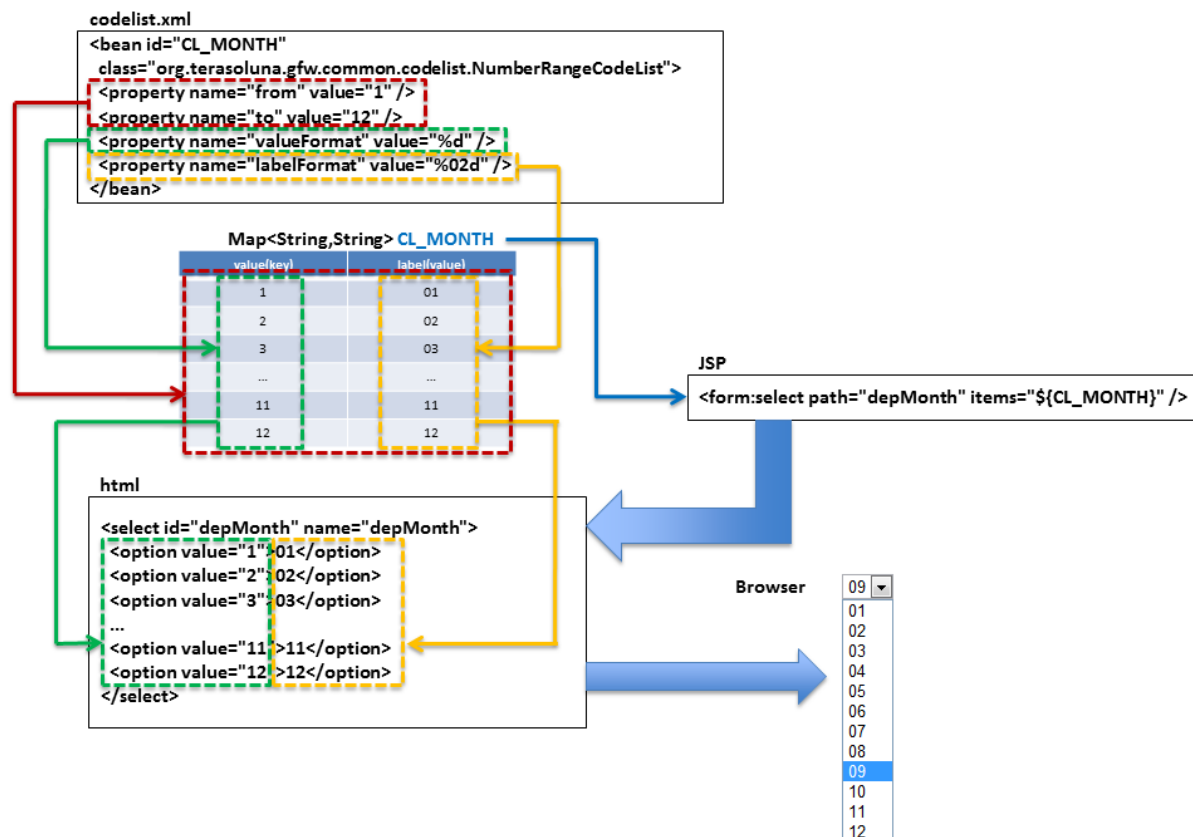 codelist.xml
<bean id="CL_MONTH"
class="org.terasoluna.gfw.common.codelist.NumberRangeCodeList">
<property name="from" value="1" />
<property name="to" value="12" />
<property name="valueFormat" value="%d" />
<property name="labelFormat" value="%02d" />
</bean>
Map<String,String> CL_MONTH
value(key) label(value)
1 01
2 02
3 03
... ...
11 11
12 12
JSP
<form:select path="depMonth" items="${CL_MONTH}" />
html
<select id="depMonth" name="depMonth">
<option value="1">01</option>
<option value="2">02</option>
<option value="3">03</option>
...
<option value="11">11</option>
<option value="12">12</option>
</select>
Browser
09
01
02
03
04
05
06
07
08
09
10
11
12